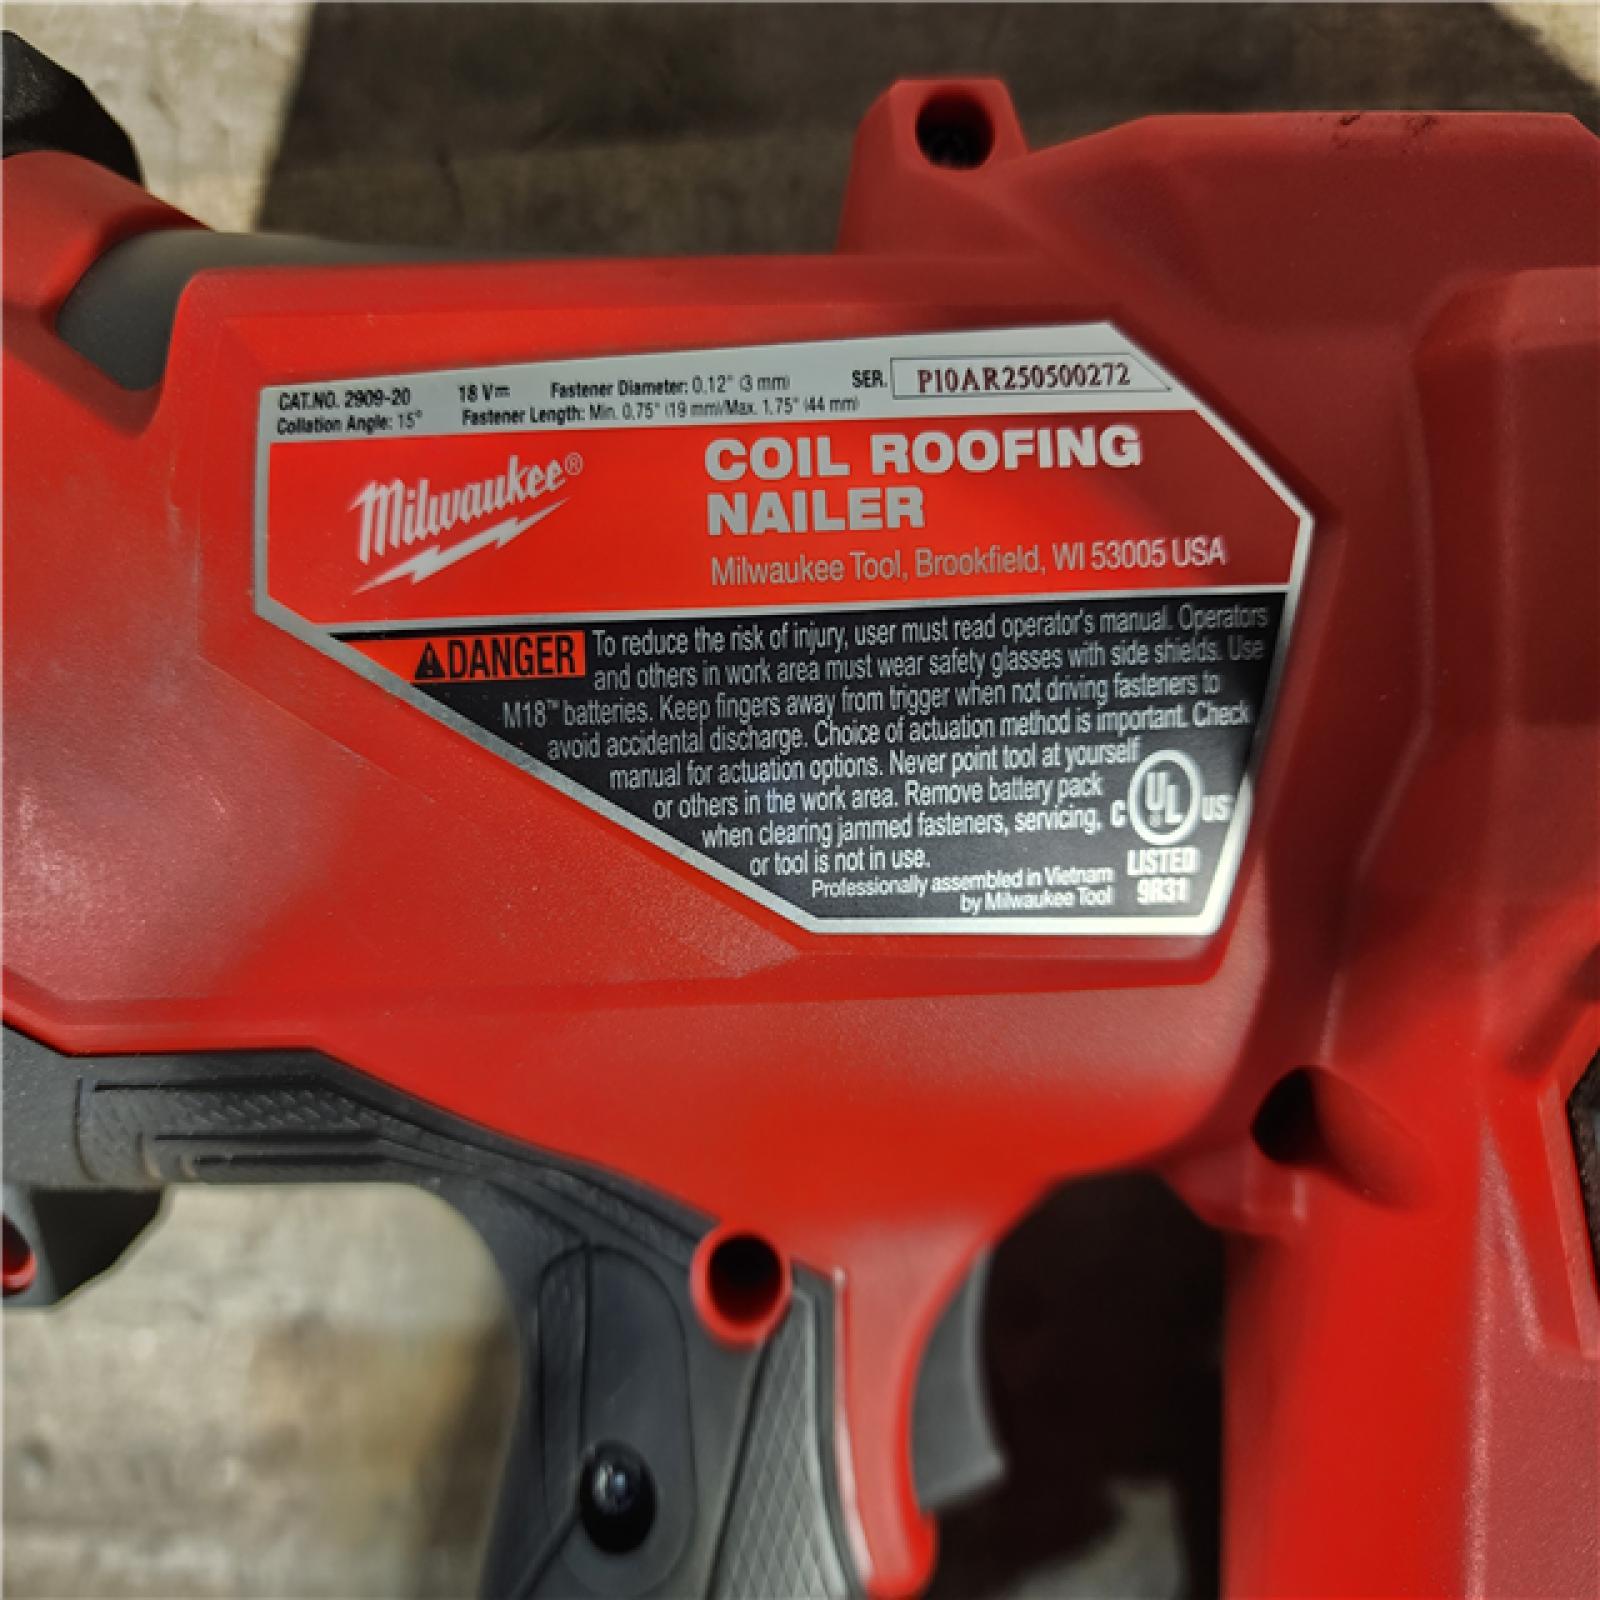 CAT.NO. 2909-20 18 V⎓ Fastener Diameter: 0.12" (3 mm) SER. P10AR250500272
Collation Angle: 15° Fastener Length: Min. 0.75" (19 mm)/Max. 1.75" (44 mm)
Milwaukee®
COIL ROOFING
NAILER
Milwaukee Tool, Brookfield, WI 53005 USA
⚠DANGER To reduce the risk of injury, user must read operator's manual. Operators
and others in work area must wear safety glasses with side shields. Use
M18™ batteries. Keep fingers away from trigger when not driving fasteners to
avoid accidental discharge. Choice of actuation method is important. Check
manual for actuation options. Never point tool at yourself
or others in the work area. Remove battery pack
when clearing jammed fasteners, servicing,
or tool is not in use.
C UL US
LISTED
9R31
Professionally assembled in Vietnam
by Milwaukee Tool